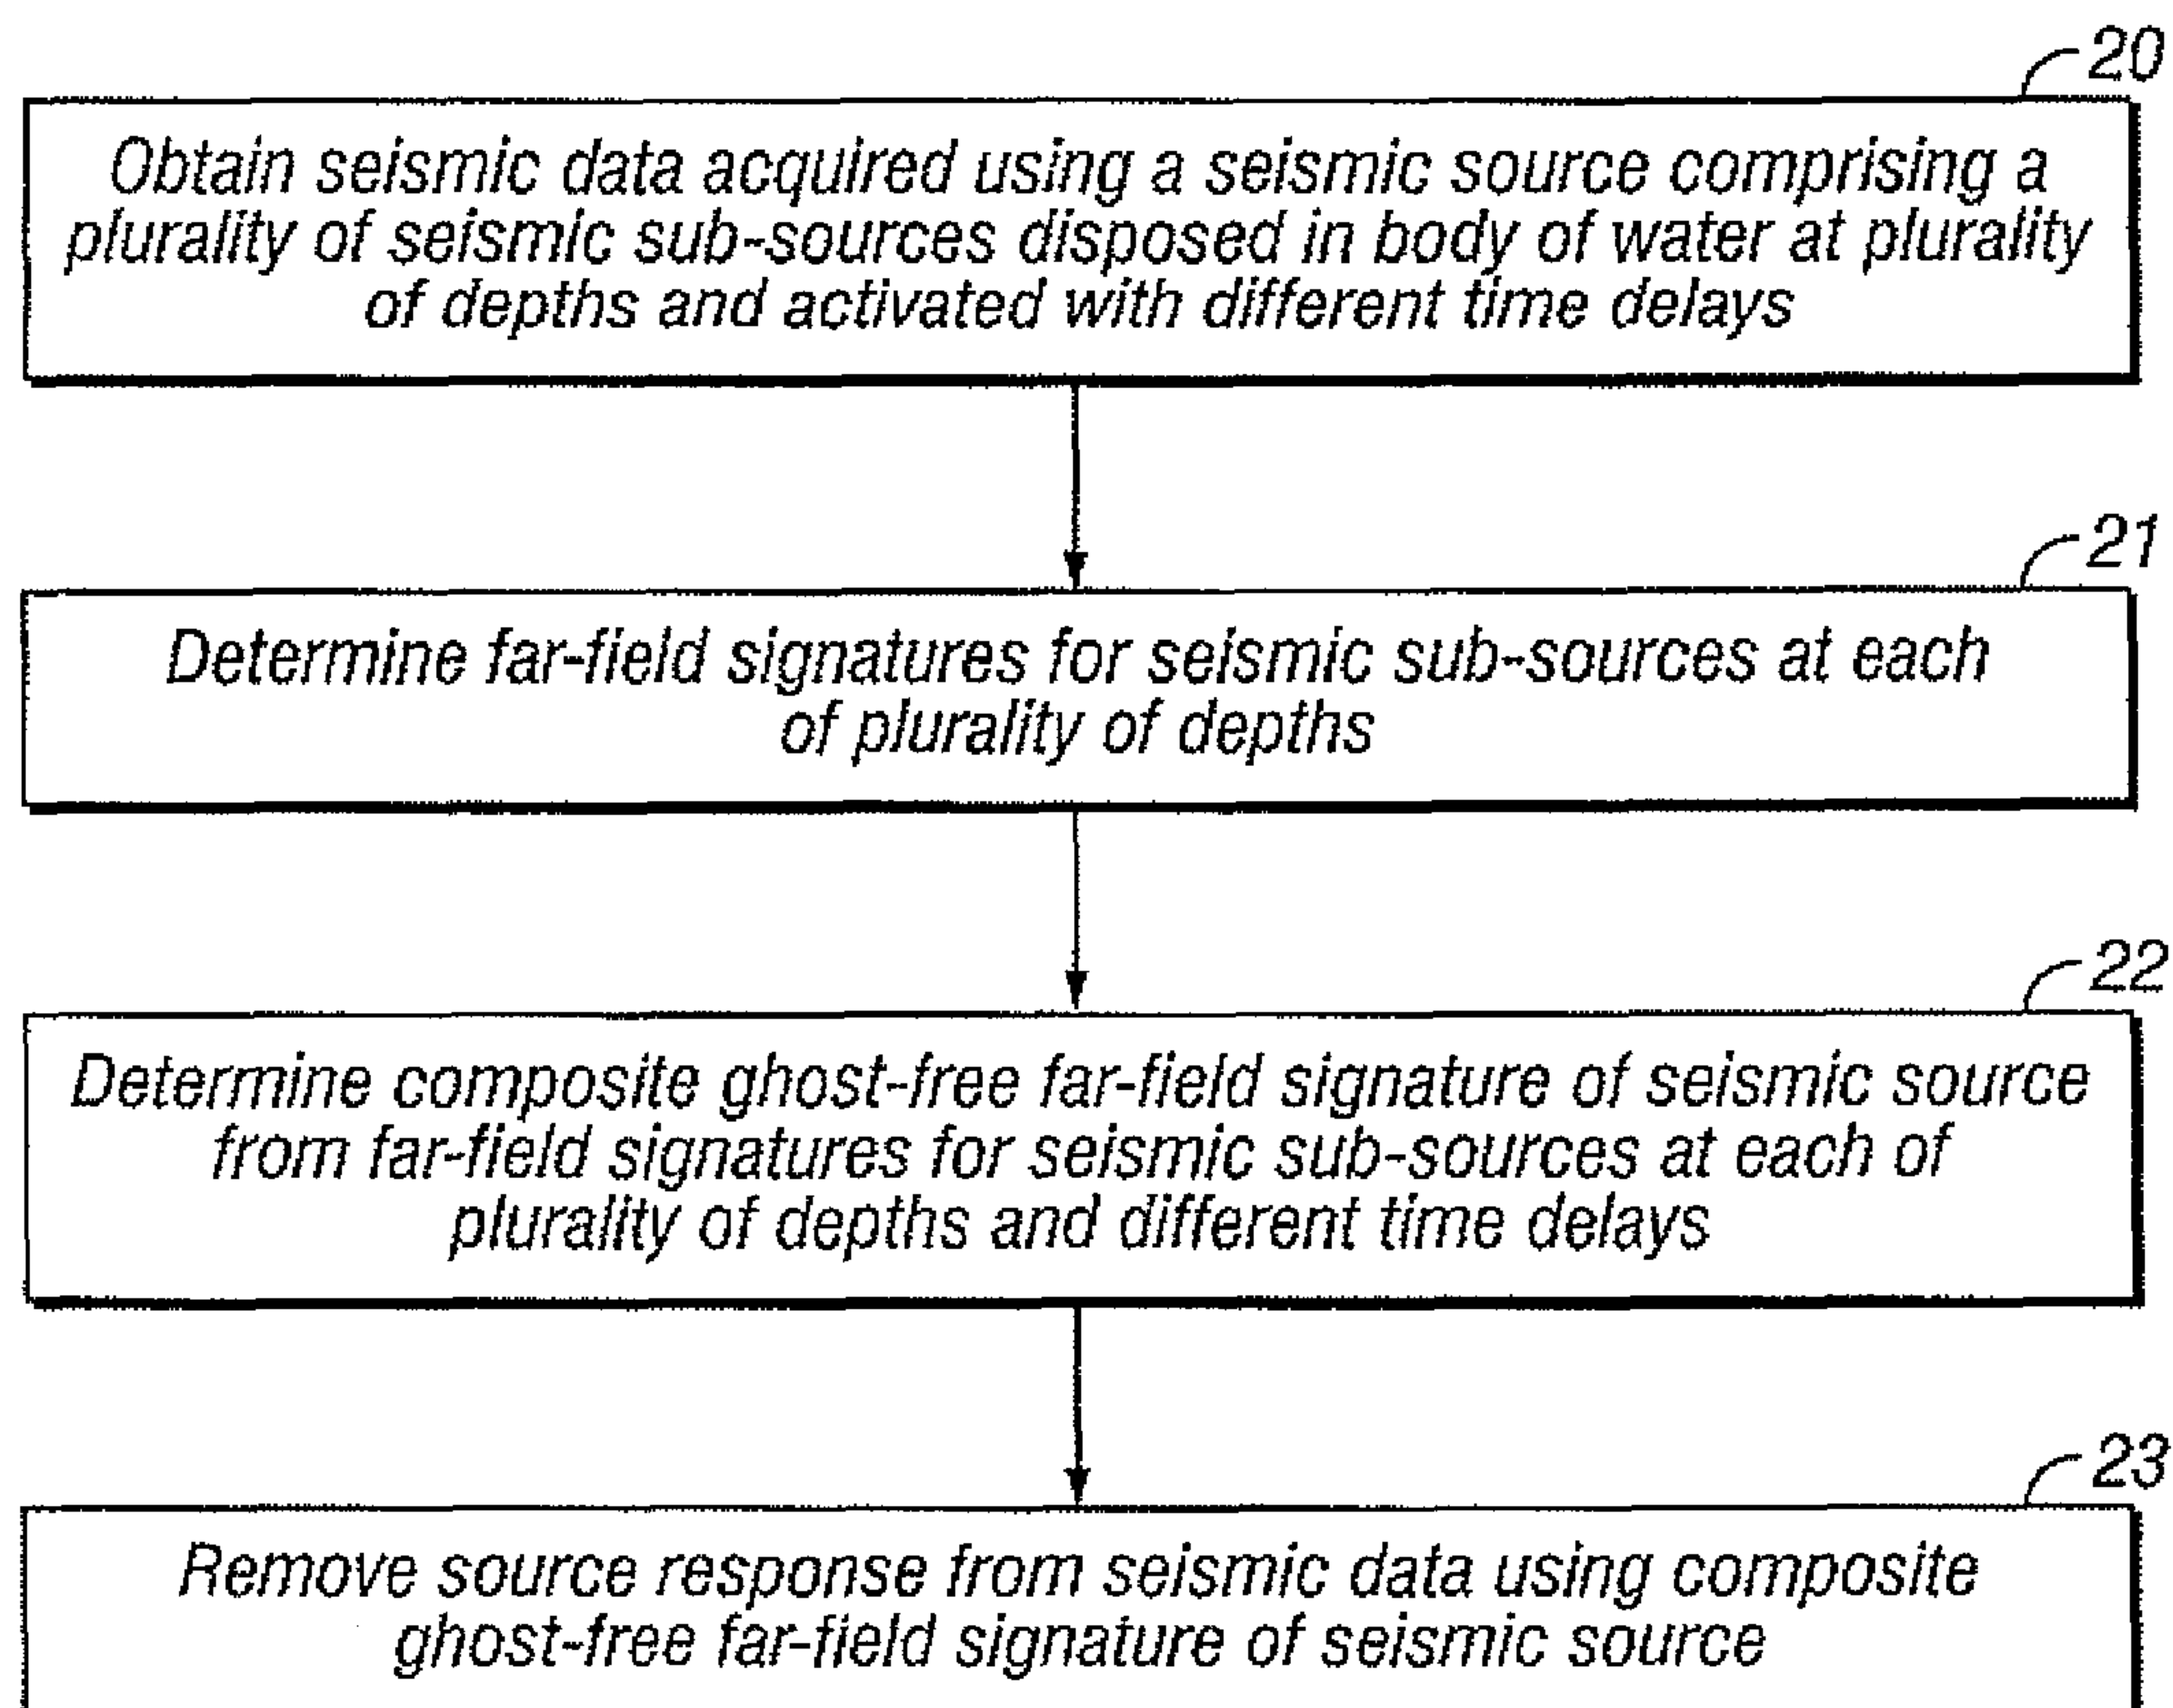 20
Obtain seismic data acquired using a seismic source comprising a
plurality of seismic sub-sources disposed in body of water at plurality
of depths and activated with different time delays
21
Determine far-field signatures for seismic sub-sources at each
of plurality of depths
22
Determine composite ghost-free far-field signature of seismic source
from far-field signatures for seismic sub-sources at each of
plurality of depths and different time delays
23
Remove source response from seismic data using composite
ghost-free far-field signature of seismic source